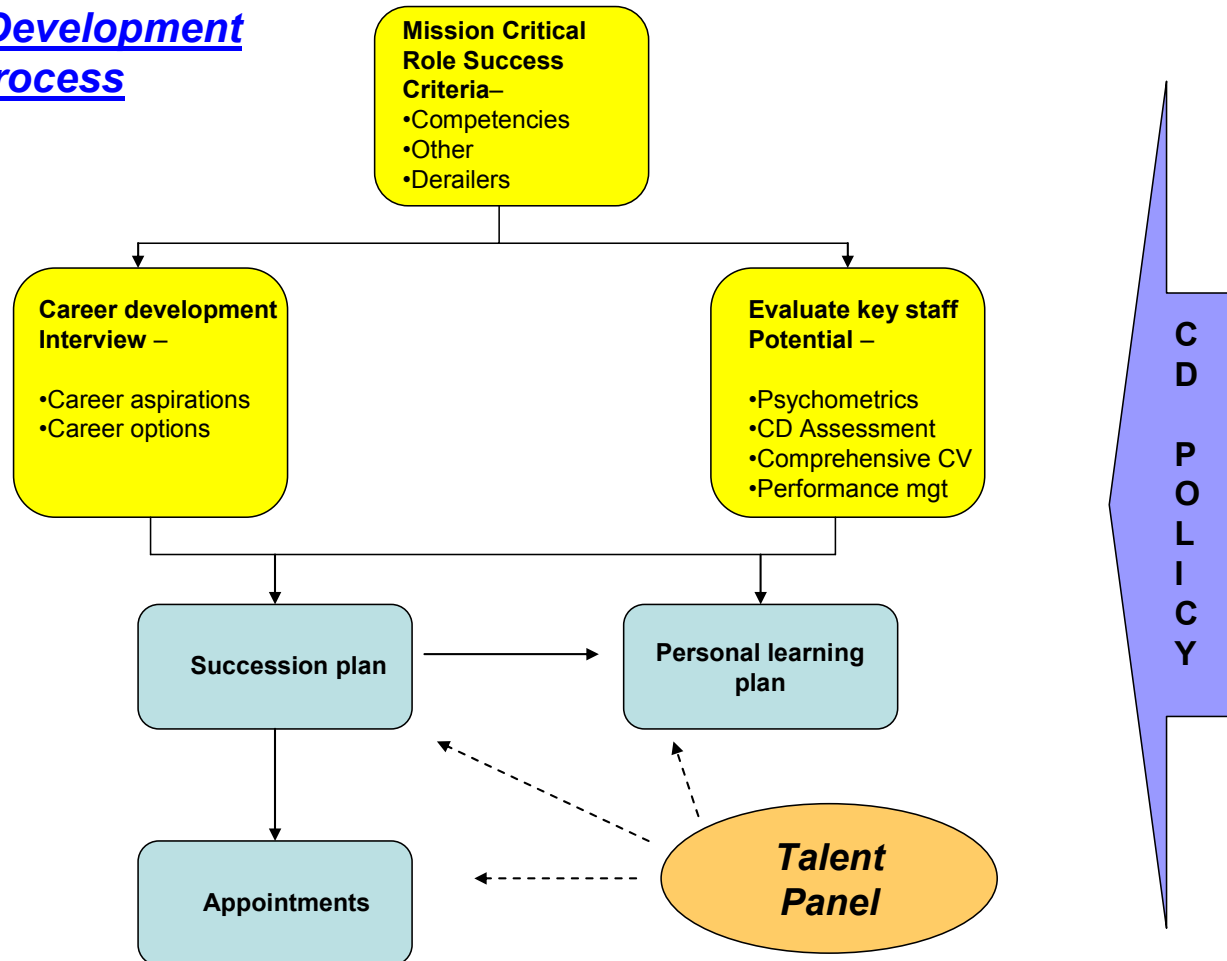 Development
rocess
Mission Critical
Role Success
Criteria–
•Competencies
•Other
•Derailers
Career development
Interview –
•Career aspirations
•Career options
Evaluate key staff
Potential –
•Psychometrics
•CD Assessment
•Comprehensive CV
•Performance mgt
Succession plan
Personal learning
plan
Appointments
Talent
Panel
C
D
P
O
L
I
C
Y